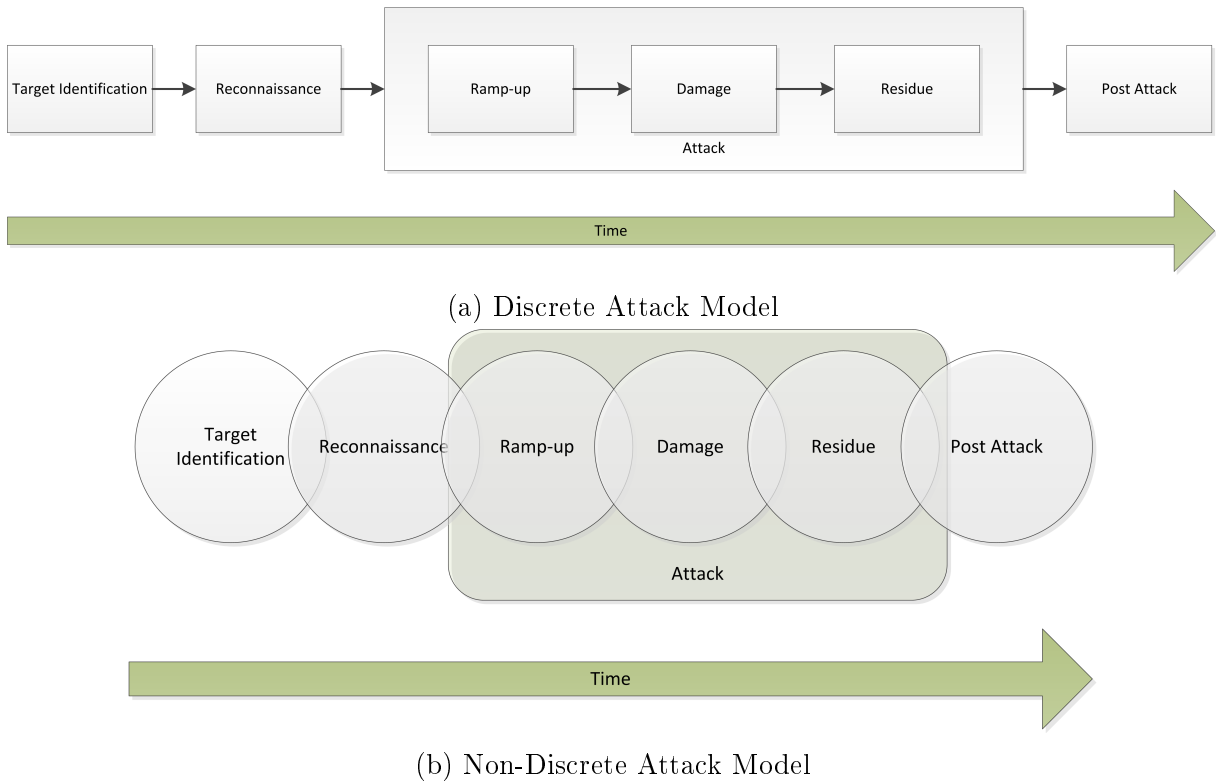 Target Identification
Reconnaissance
Ramp-up
Damage
Residue
Post Attack
Attack
Time
(a) Discrete Attack Model
Target
Identification
Reconnaissance
Ramp-up
Damage
Residue
Post Attack
Attack
Time
(b) Non-Discrete Attack Model